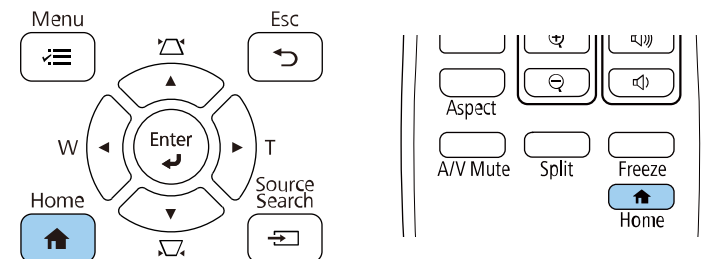 Menu
Esc
W
Enter
T
Home
Source
Search
Aspect
A/V Mute
Split
Freeze
Home